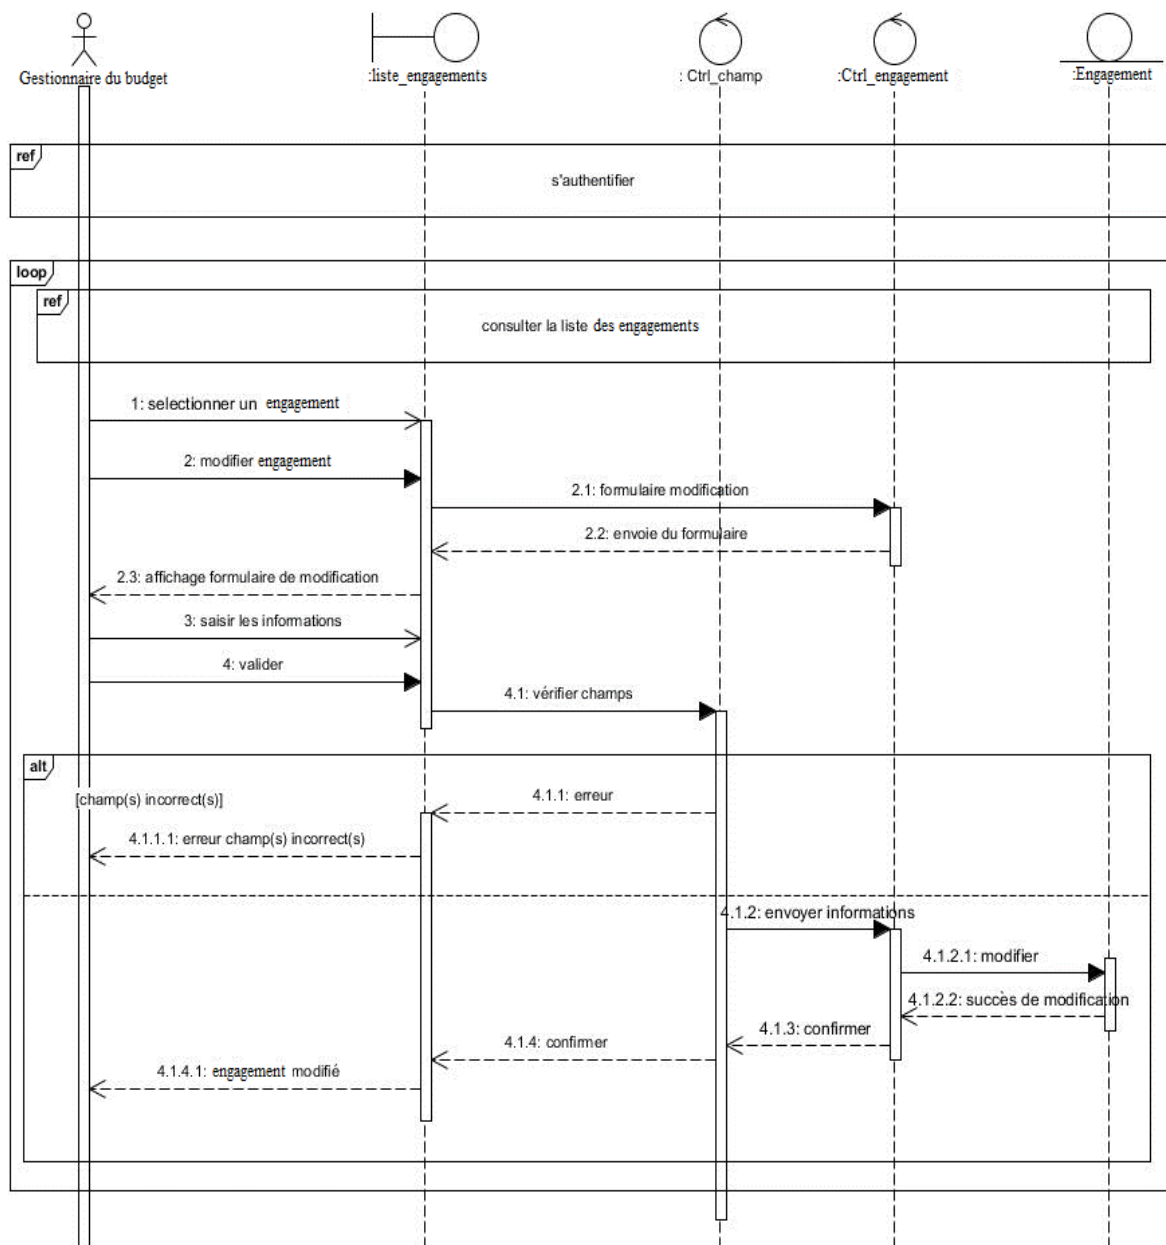 Gestionnaire du budget
:liste_engagements
: Ctrl_champ
:Ctrl_engagement
:Engagement
ref
s'authentifier
loop
ref
consulter la liste des engagements
1: selectionner un engagement
2: modifier engagement
2.1: formulaire modification
2.2: envoie du formulaire
2.3: affichage formulaire de modification
3: saisir les informations
4: valider
4.1: vérifier champs
alt
[champ(s) incorrect(s)]
4.1.1: erreur
4.1.1.1: erreur champ(s) incorrect(s)
4.1.2: envoyer informations
4.1.2.1: modifier
4.1.2.2: succès de modification
4.1.3: confirmer
4.1.4: confirmer
4.1.4.1: engagement modifié